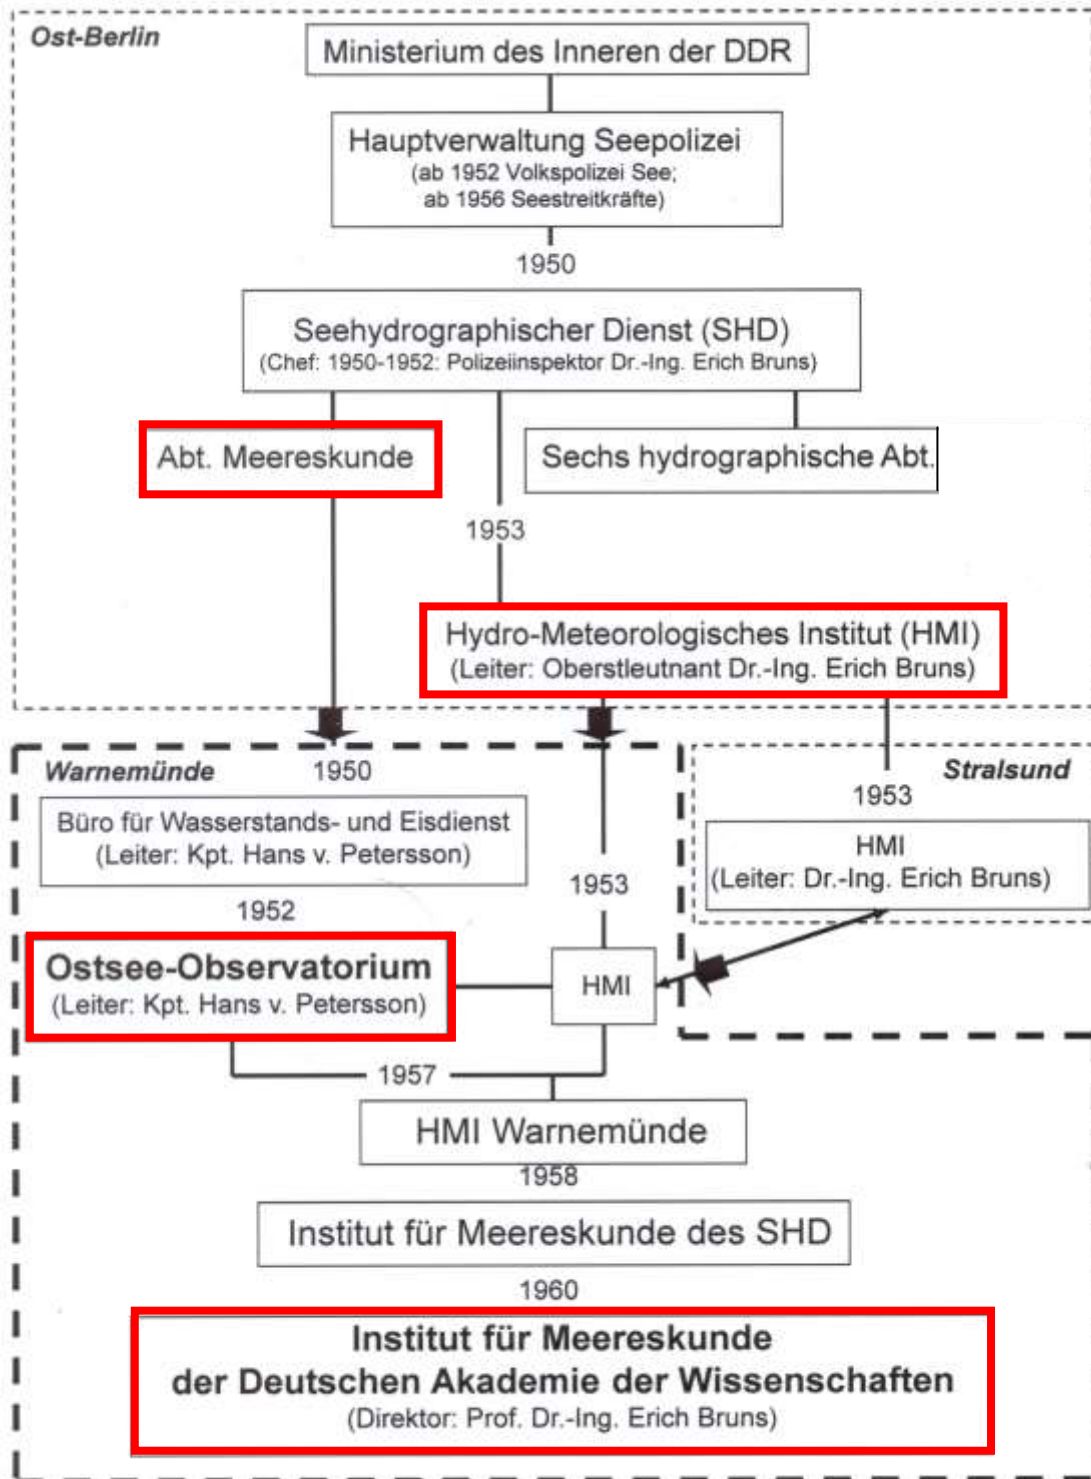 Ost-Berlin
Ministerium des Inneren der DDR
Hauptverwaltung Seepolizei
(ab 1952 Volkspolizei See;
ab 1956 Seestreitkräfte)
1950
Seehydrographischer Dienst (SHD)
(Chef: 1950-1952: Polizeiinspektor Dr.-Ing. Erich Bruns)
Abt. Meereskunde
Sechs hydrographische Abt.
1953
Hydro-Meteorologisches Institut (HMI)
(Leiter: Oberstleutnant Dr.-Ing. Erich Bruns)
Warnemünde
1950
Büro für Wasserstands- und Eisdienst
(Leiter: Kpt. Hans v. Petersson)
1952
Ostsee-Observatorium
(Leiter: Kpt. Hans v. Petersson)
1953
HMI
Stralsund
1953
HMI
(Leiter: Dr.-Ing. Erich Bruns)
1957
HMI Warnemünde
1958
Institut für Meereskunde des SHD
1960
Institut für Meereskunde
der Deutschen Akademie der Wissenschaften
(Direktor: Prof. Dr.-Ing. Erich Bruns)